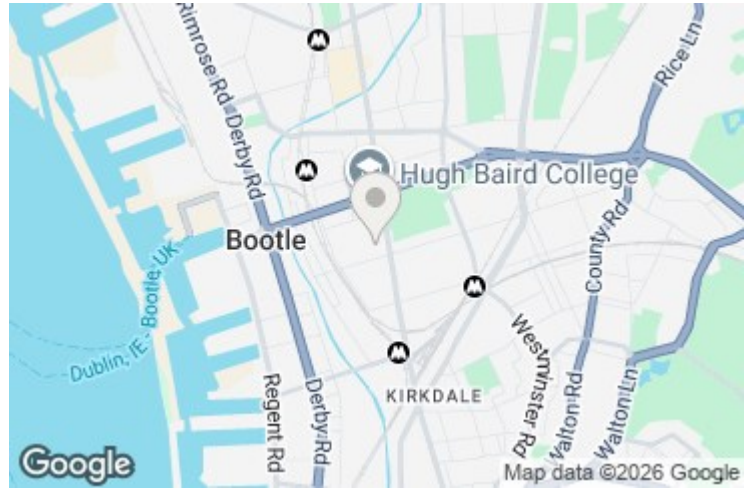 Rimrose Rd
Derby Rd
Rice Ln
Hugh Baird College
Bootle
County Rd
Dublin, IE - Bootle, UK
Westminster Rd
Regent Rd
Derby Rd
KIRKDALE
Walton Rd
Walton Ln
Google
Map data ©2026 Google